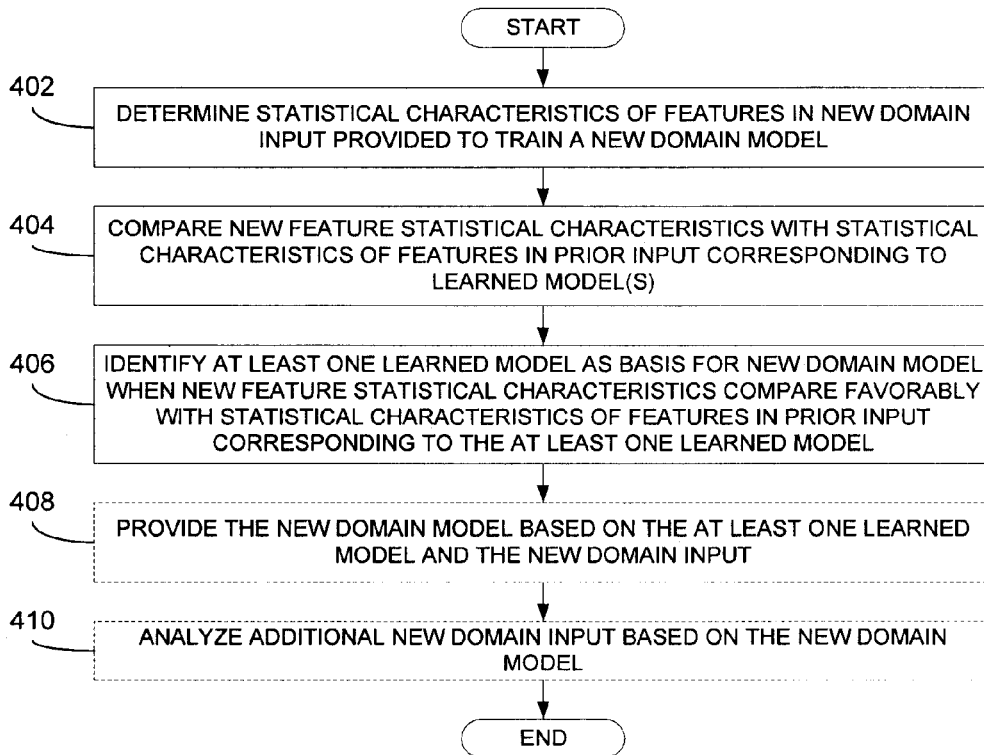 START
402
DETERMINE STATISTICAL CHARACTERISTICS OF FEATURES IN NEW DOMAIN
INPUT PROVIDED TO TRAIN A NEW DOMAIN MODEL
404
COMPARE NEW FEATURE STATISTICAL CHARACTERISTICS WITH STATISTICAL
CHARACTERISTICS OF FEATURES IN PRIOR INPUT CORRESPONDING TO
LEARNED MODEL(S)
406
IDENTIFY AT LEAST ONE LEARNED MODEL AS BASIS FOR NEW DOMAIN MODEL
WHEN NEW FEATURE STATISTICAL CHARACTERISTICS COMPARE FAVORABLY
WITH STATISTICAL CHARACTERISTICS OF FEATURES IN PRIOR INPUT
CORRESPONDING TO THE AT LEAST ONE LEARNED MODEL
408
PROVIDE THE NEW DOMAIN MODEL BASED ON THE AT LEAST ONE LEARNED
MODEL AND THE NEW DOMAIN INPUT
410
ANALYZE ADDITIONAL NEW DOMAIN INPUT BASED ON THE NEW DOMAIN
MODEL
END